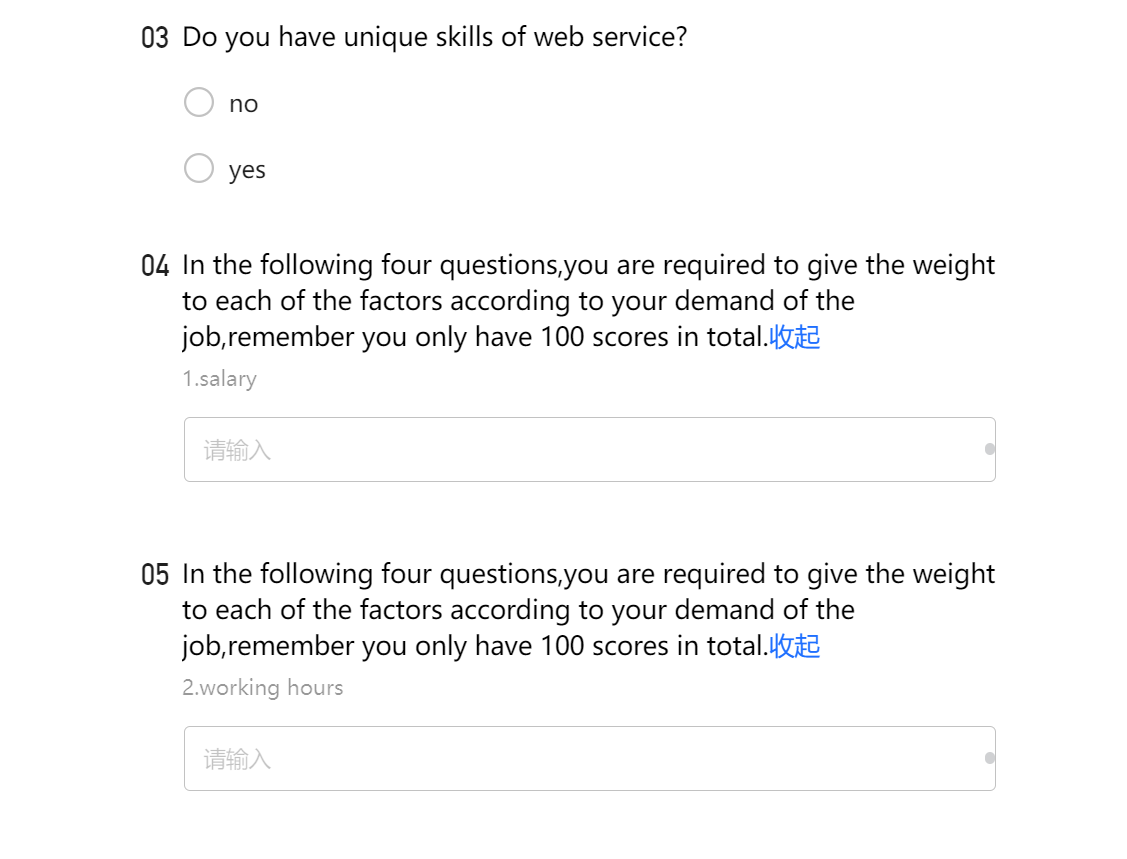 03 Do you have unique skills of web service?
no
yes
04 In the following four questions,you are required to give the weight
to each of the factors according to your demand of the
job,remember you only have 100 scores in total.收起
1.salary
请输入
05 In the following four questions,you are required to give the weight
to each of the factors according to your demand of the
job,remember you only have 100 scores in total.收起
2.working hours
请输入